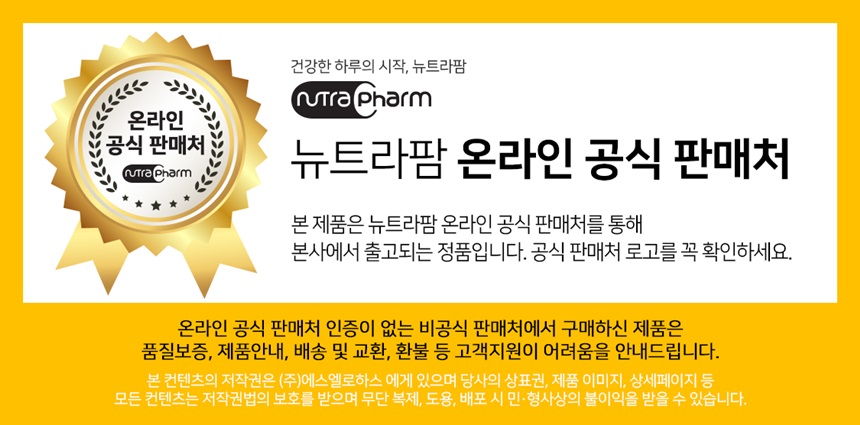 온라인
공식 판매처
nutraPharm
건강한 하루의 시작, 뉴트라팜
nutraPharm
뉴트라팜 온라인 공식 판매처
본 제품은 뉴트라팜 온라인 공식 판매처를 통해
본사에서 출고되는 정품입니다. 공식 판매처 로고를 꼭 확인하세요.
온라인 공식 판매처 인증이 없는 비공식 판매처에서 구매하신 제품은
품질보증, 제품안내, 배송 및 교환, 환불 등 고객지원이 어려움을 안내드립니다.
본 컨텐츠의 저작권은 (주)에스엘로하스 에게 있으며 당사의 상표권, 제품 이미지, 상세페이지 등
모든 컨텐츠는 저작권법의 보호를 받으며 무단 복제, 도용, 배포 시 민·형사상의 불이익을 받을 수 있습니다.